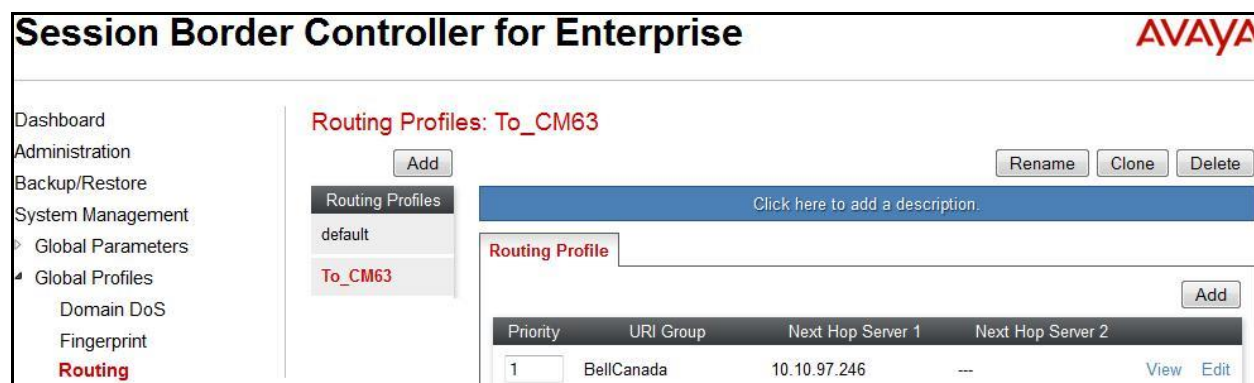 Session Border Controller for Enterprise
AVAYA
Dashboard
Administration
Backup/Restore
System Management
Global Parameters
Global Profiles
Domain DoS
Fingerprint
Routing
Routing Profiles: To_CM63
Add
Rename Clone Delete
Routing Profiles
default
To_CM63
Click here to add a description.
Routing Profile
Add
Priority URI Group Next Hop Server 1 Next Hop Server 2
1 BellCanada 10.10.97.246 --- View Edit